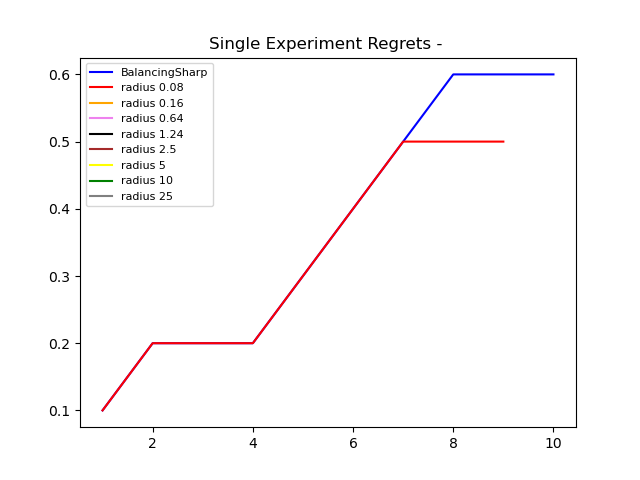 Single Experiment Regrets -
BalancingSharp
radius 0.08
radius 0.16
radius 0.64
radius 1.24
radius 2.5
radius 5
radius 10
radius 25
0.6
0.5
0.4
0.3
0.2
0.1
2 4 6 8 10